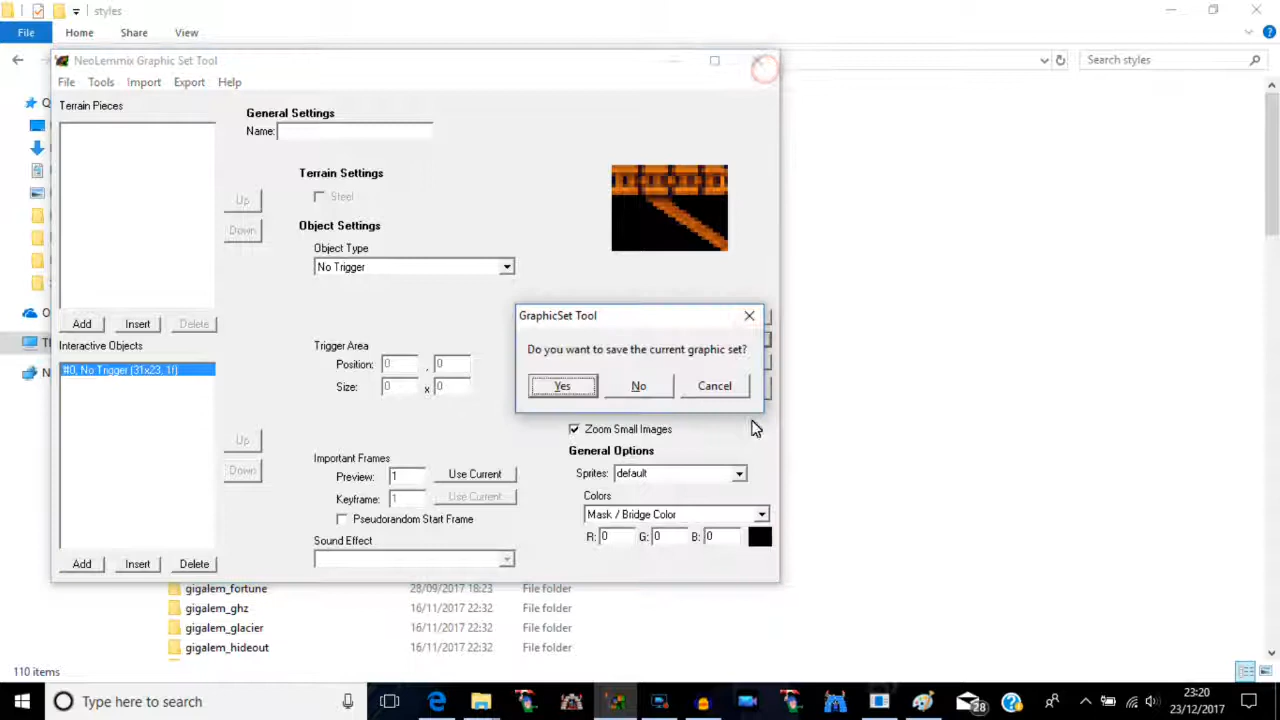 styles
File
Home
Share
View
Search styles
NeoLemmix Graphic Set Tool
File
Tools
Import
Export
Help
Terrain Pieces
General Settings
Name:
Terrain Settings
Steel
Up
Down
Object Settings
Object Type
No Trigger
Add
Insert
Delete
Interactive Objects
#0, No Trigger (31x23, 1f)
Trigger Area
Position: 0 , 0
Size: 0 x 0
GraphicSet Tool
Do you want to save the current graphic set?
Yes
No
Cancel
Zoom Small Images
General Options
Sprites: default
Up
Down
Important Frames
Preview: 1 Use Current
Keyframe: 1 Use Current
Pseudorandom Start Frame
Sound Effect
Colors
Mask / Bridge Color
R: 0 G: 0 B: 0
Add
Insert
Delete
gigalem_fortune 28/09/2017 18:23 File folder
gigalem_ghz 16/11/2017 22:32 File folder
gigalem_glacier 16/11/2017 22:32 File folder
gigalem_hideout 16/11/2017 22:32 File folder
110 items
Type here to search
28
23:20
23/12/2017